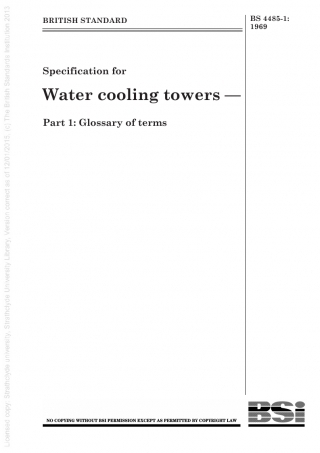 BRITISH STANDARD
BS 4485-1:
1969
Specification for
Water cooling towers —
Part 1: Glossary of terms
NO COPYING WITHOUT BSI PERMISSION EXCEPT AS PERMITTED BY COPYRIGHT LAW
BSi
Licensed copy: Strathclyde University, Strathclyde University Library, Version correct as of 12/01/2013, (c) The British Standards Institution 2013